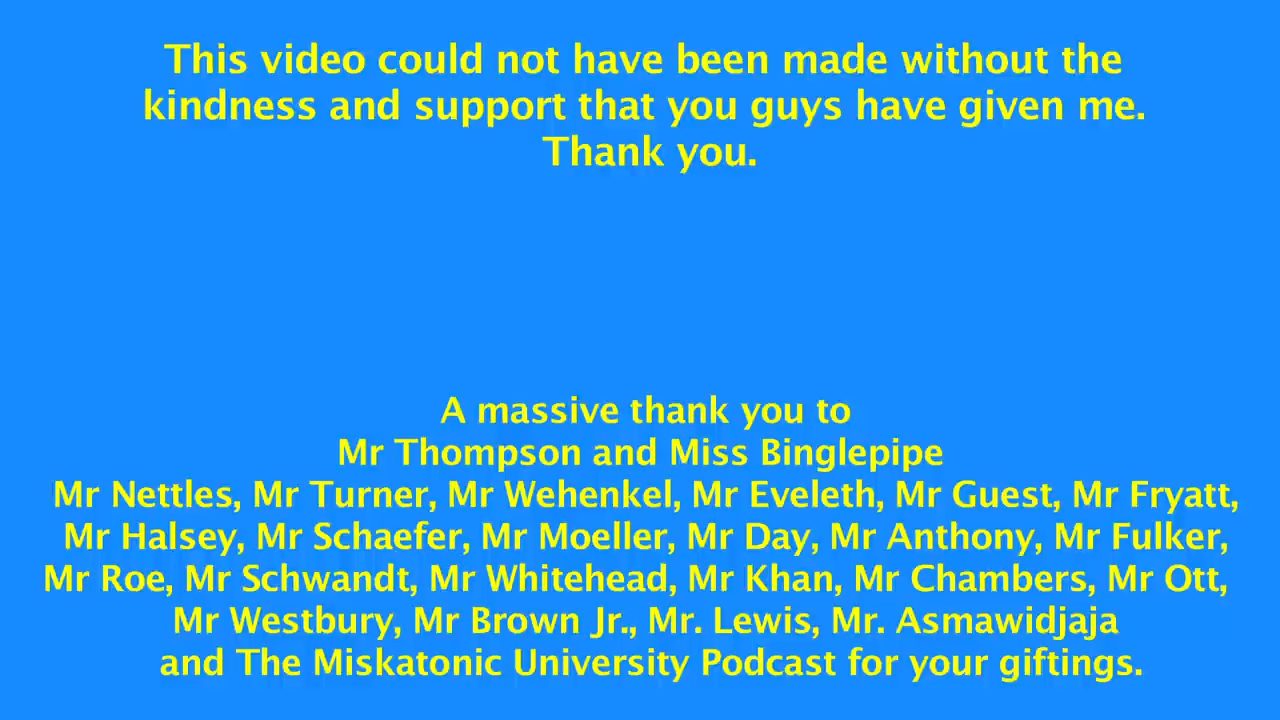 This video could not have been made without the
kindness and support that you guys have given me.
Thank you.
A massive thank you to
Mr Thompson and Miss Binglepipe
Mr Nettles, Mr Turner, Mr Wehenkel, Mr Eveleth, Mr Guest, Mr Fryatt,
Mr Halsey, Mr Schaefer, Mr Moeller, Mr Day, Mr Anthony, Mr Fulker,
Mr Roe, Mr Schwandt, Mr Whitehead, Mr Khan, Mr Chambers, Mr Ott,
Mr Westbury, Mr Brown Jr., Mr. Lewis, Mr. Asmawidjaja
and The Miskatonic University Podcast for your giftings.